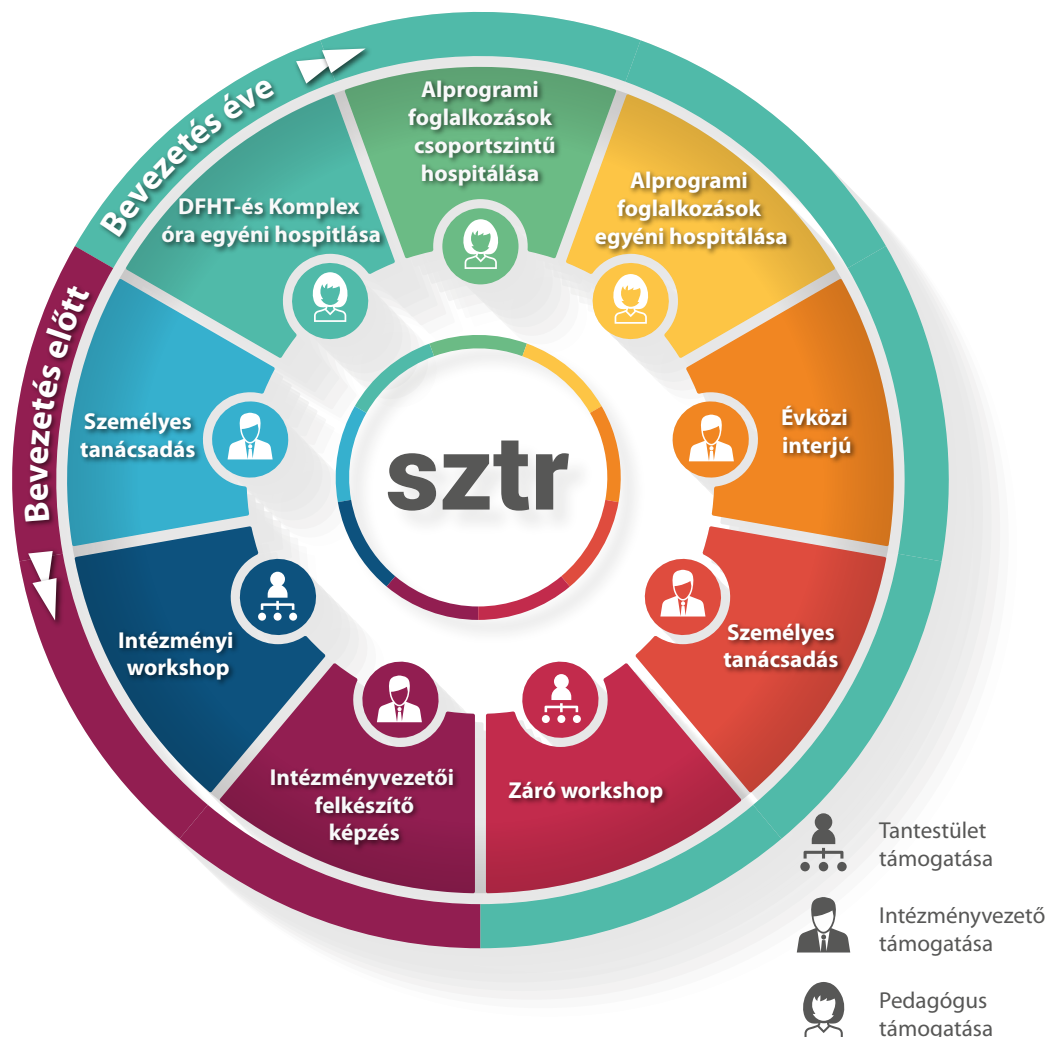 Bevezetés éve
Bevezetés előtt
Alprogrami
foglalkozások
csoportszintű
hospitálása
Alprogrami
foglalkozások
egyéni hospitálása
DFHT-és Komplex
óra egyéni hospitlása
Évközi
interjú
Személyes
tanácsadás
sztr
Személyes
tanácsadás
Intézményi
workshop
Intézményvezetői
felkészítő
képzés
Záró workshop
Tantestület
támogatása
Intézményvezető
támogatása
Pedagógus
támogatása